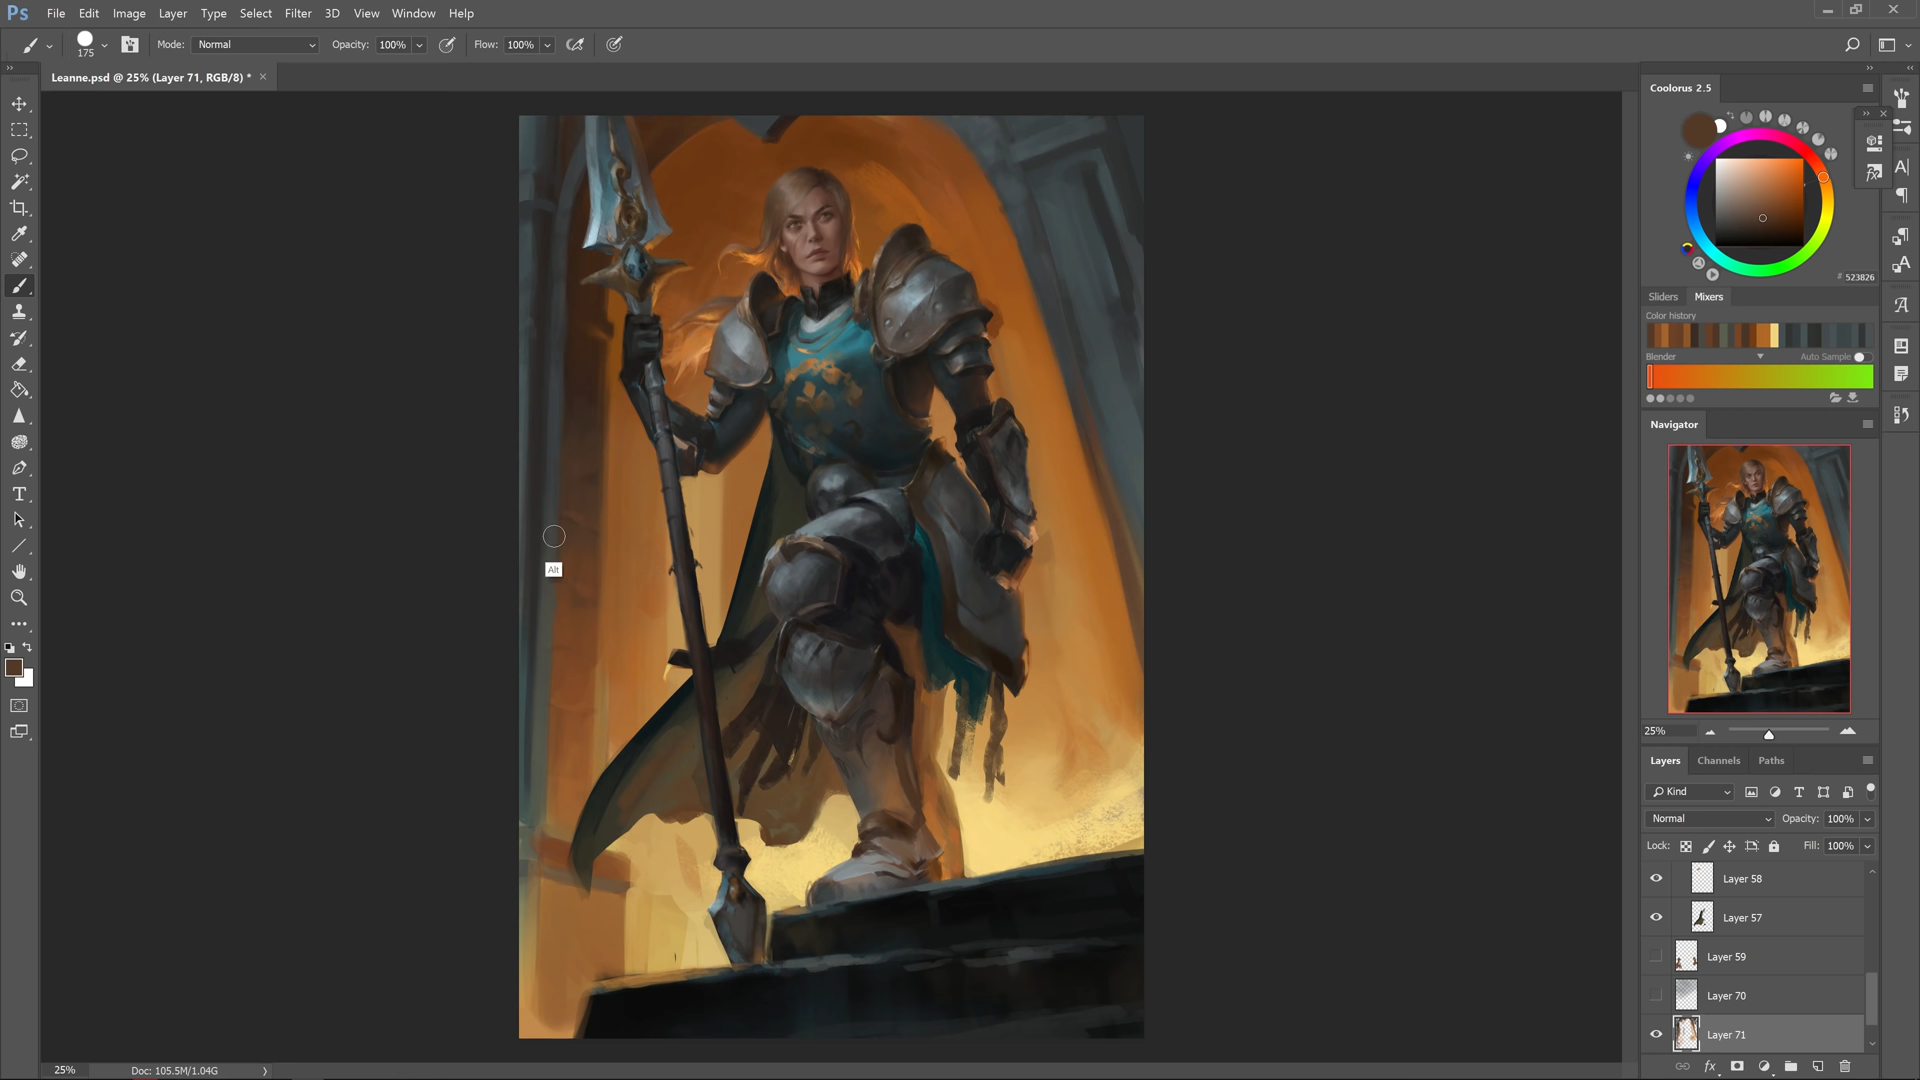 Ps File Edit Image Layer Type Select Filter 3D View Window Help
175 Mode: Normal Opacity: 100% Flow: 100%
Leanne.psd @ 25% (Layer 71, RGB/8) *
Coolorus 2.5
# 523826
Sliders Mixers
Color history
Blender Auto Sample
Navigator
Alt
25%
Layers Channels Paths
Kind
Normal Opacity: 100%
Lock: Fill: 100%
Layer 58
Layer 57
Layer 59
Layer 70
Layer 71
fx
25% Doc: 105.5M/1.04G